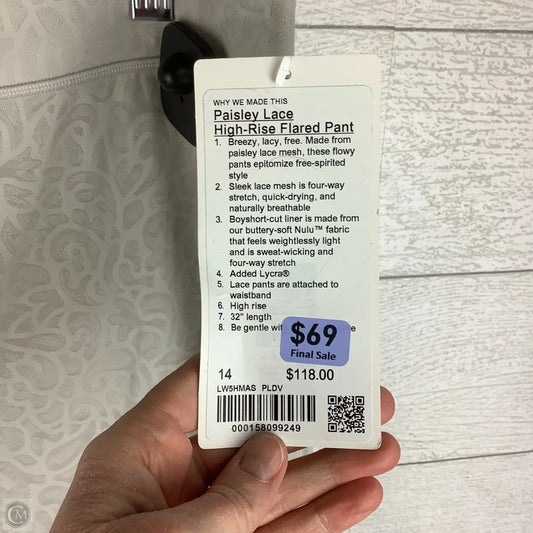 WHY WE MADE THIS
Paisley Lace
High-Rise Flared Pant
1. Breezy, lacy, free. Made from
paisley lace mesh, these flowy
pants epitomize free-spirited
style
2. Sleek lace mesh is four-way
stretch, quick-drying, and
naturally breathable
3. Boyshort-cut liner is made from
our buttery-soft Nulu™ fabric
that feels weightlessly light
and is sweat-wicking and
four-way stretch
4. Added Lycra®
5. Lace pants are attached to
waistband
6. High rise
7. 32" length
8. Be gentle
$69
Final Sale
14 $118.00
LW5HMAS PLDV
000158099249